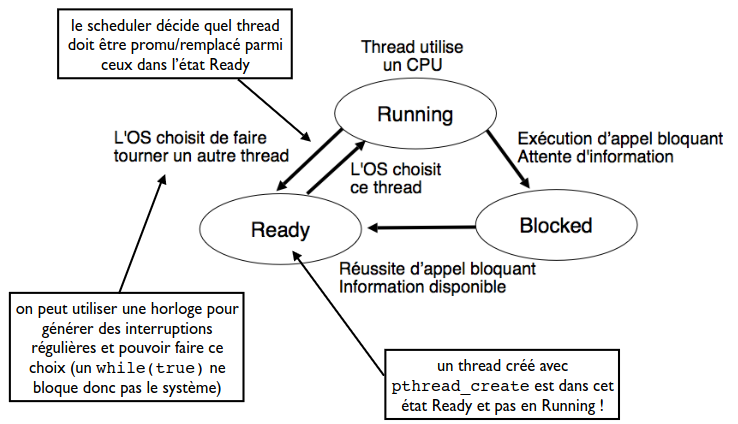 le scheduler décide quel thread
doit être promu/remplacé parmi
ceux dans l'état Ready
Thread utilise
un CPU
Running
L'OS choisit de faire
tourner un autre thread
L'OS choisit
ce thread
Exécution d'appel bloquant
Attente d'information
Ready
Blocked
Réussite d'appel bloquant
Information disponible
on peut utiliser une horloge pour
générer des interruptions
régulières et pouvoir faire ce
choix (un while(true) ne
bloque donc pas le système)
un thread créé avec
pthread_create est dans cet
état Ready et pas en Running !